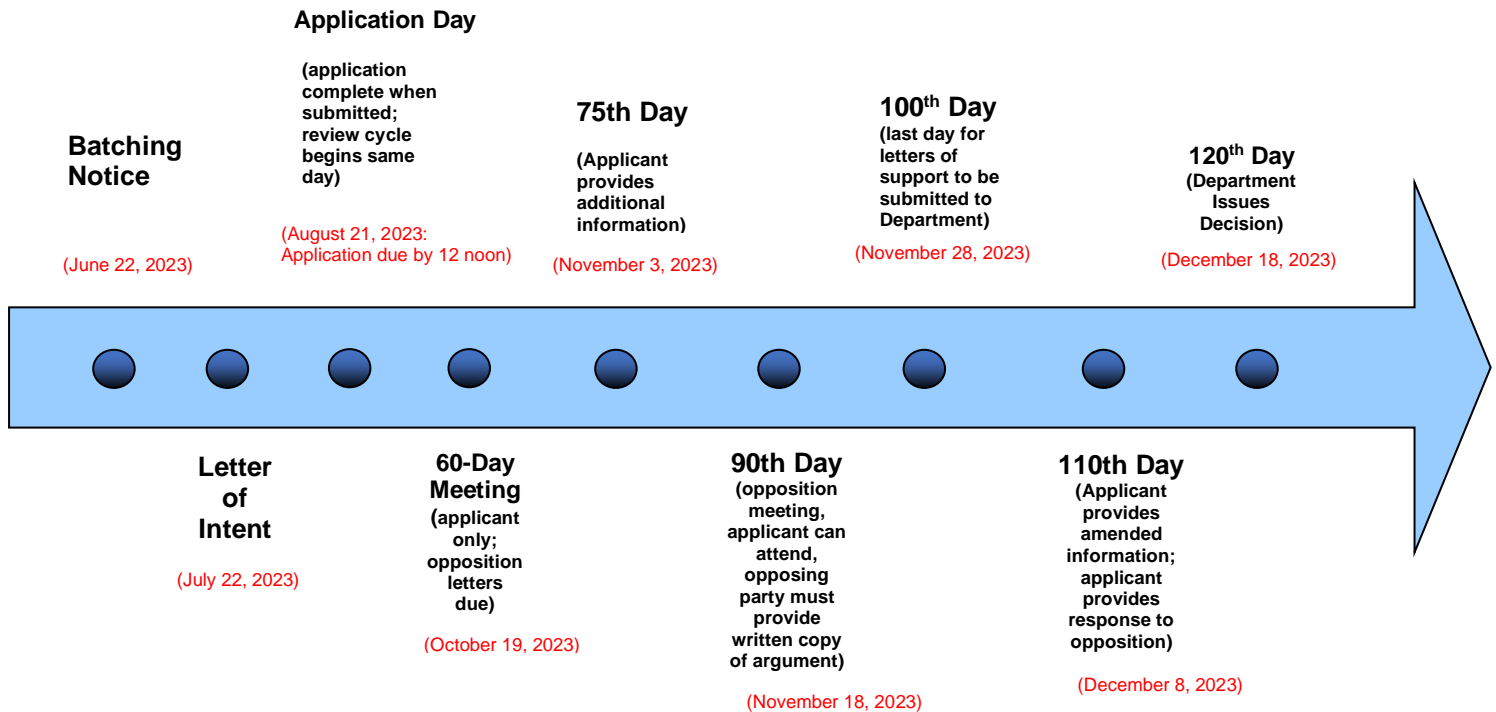 Application Day
(application
complete when
submitted;
review cycle
begins same
day)
(August 21, 2023:
Application due by 12 noon)
Batching
Notice
(June 22, 2023)
75th Day
(Applicant
provides
additional
information)
(November 3, 2023)
100th Day
(last day for
letters of
support to be
submitted to
Department)
(November 28, 2023)
120th Day
(Department
Issues
Decision)
(December 18, 2023)
Letter
of
Intent
(July 22, 2023)
60-Day
Meeting
(applicant
only;
opposition
letters
due)
(October 19, 2023)
90th Day
(opposition
meeting,
applicant can
attend,
opposing
party must
provide
written copy
of argument)
(November 18, 2023)
110th Day
(Applicant
provides
amended
information;
applicant
provides
response to
opposition)
(December 8, 2023)